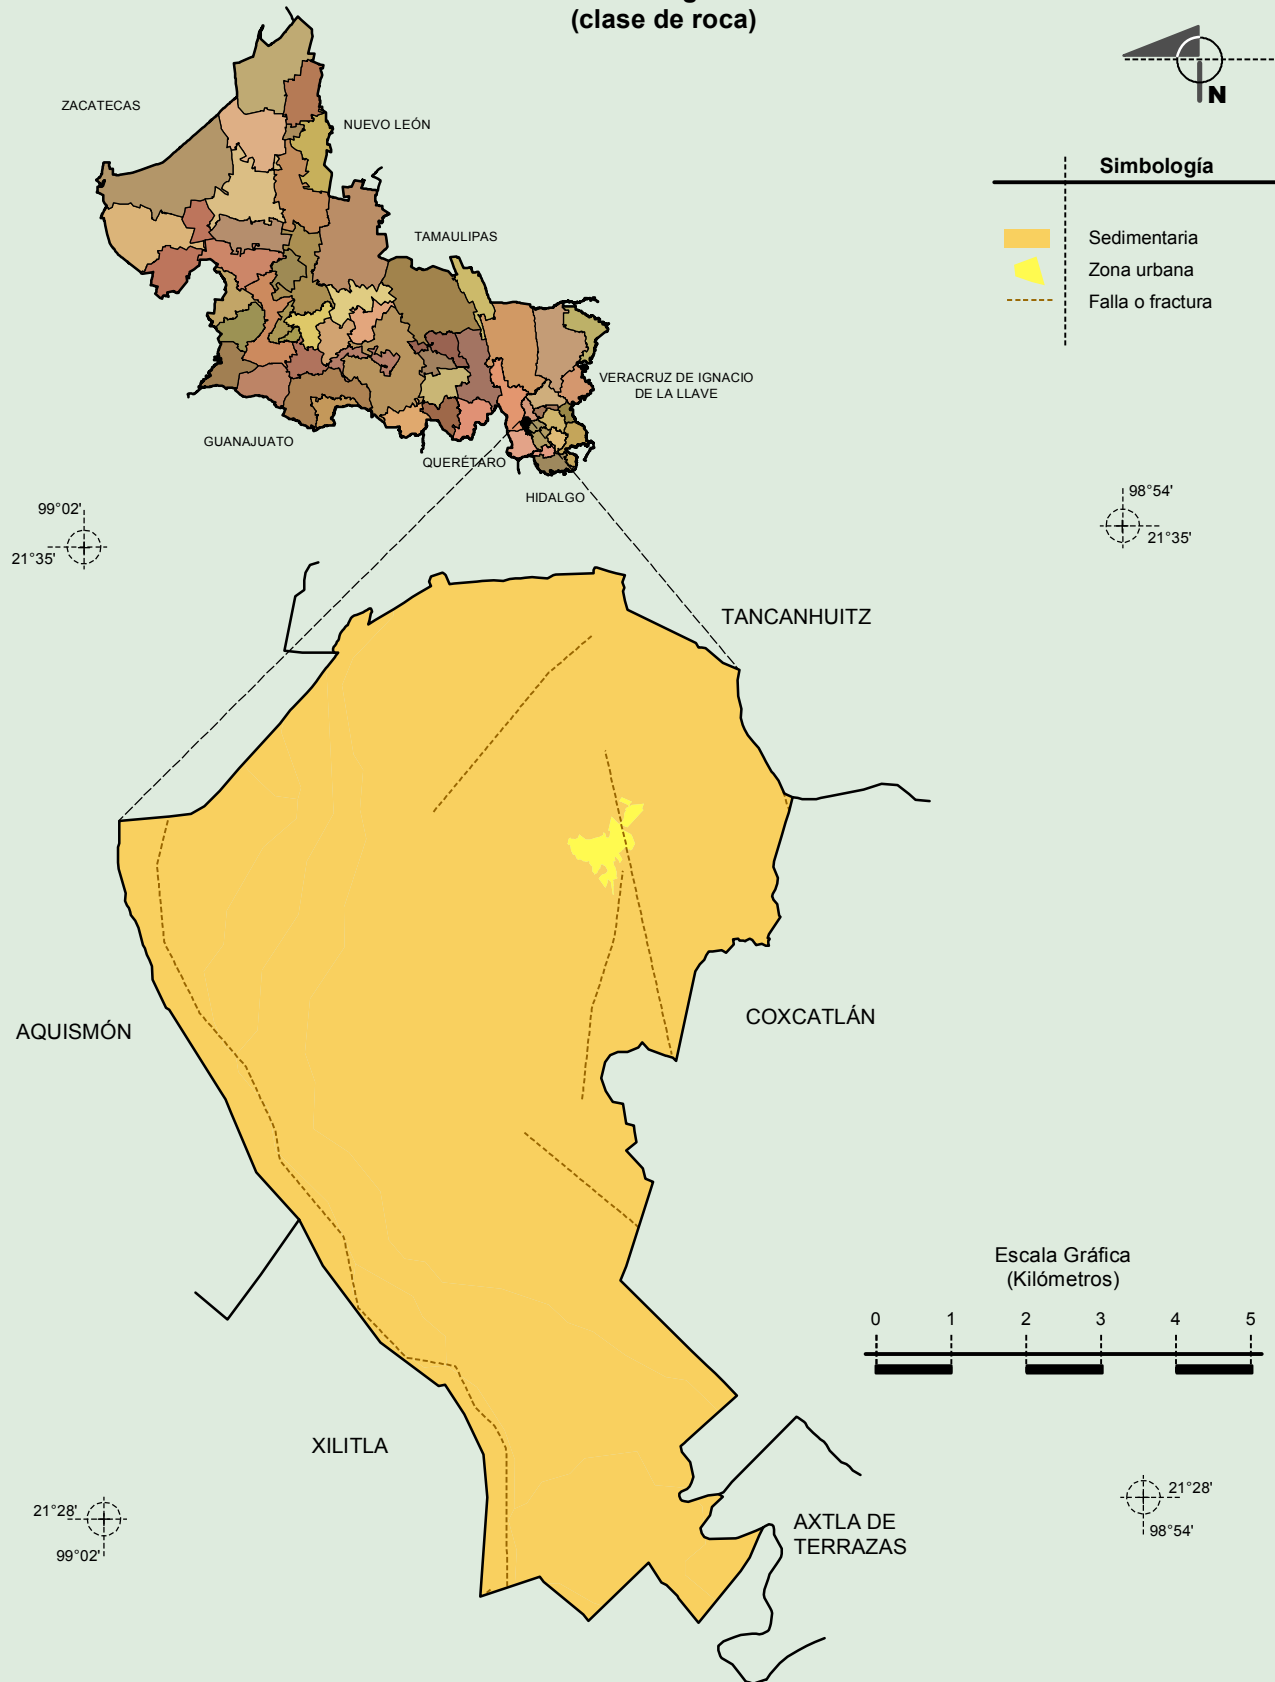 (clase de roca)
N
ZACATECAS
NUEVO LEÓN
TAMAULIPAS
VERACRUZ DE IGNACIO
DE LA LLAVE
GUANAJUATO
QUERÉTARO
HIDALGO
Simbología
Sedimentaria
Zona urbana
Falla o fractura
99°02'
21°35'
98°54'
21°35'
TANCANHUITZ
AQUISMÓN
COXCATLÁN
XILITLA
AXTLA DE
TERRAZAS
Escala Gráfica
(Kilómetros)
0 1 2 3 4 5
21°28'
99°02'
21°28'
98°54'